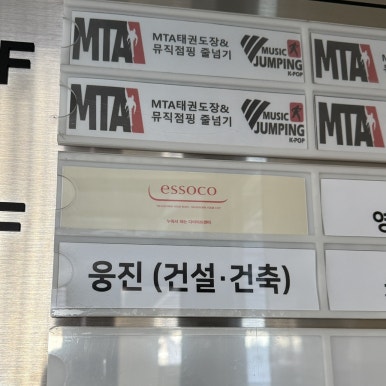 F
MTA
MTA태권도장&
뮤직점핑 줄넘기
MUSIC
JUMPING
K-POP
MTA
MTA
MTA태권도장&
뮤직점핑 줄넘기
MUSIC
JUMPING
K-POP
MTA
essoco
영
웅진 (건설·건축)